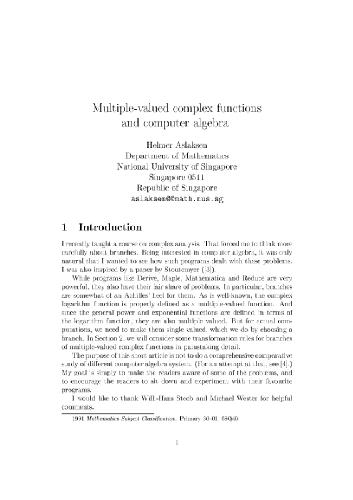 Multiple-valued complex functions
and computer algebra
Helmer Aslaksen
Department of Mathematics
National University of Singapore
Singapore 0511
Republic of Singapore
aslaksen@math.nus.sg
1 Introduction
I recently taught a course on complex analysis. That forced me to think more
carefully about branches. Being interested in computer algebra, it was only
natural that I wanted to see how such programs dealt with these problems.
I was also inspired by a paper by Stoutemyer ([3]).
While programs like Derive, Maple, Mathematica and Reduce are very
powerful, they also have their fair share of problems. In particular, branches
are somewhat of an Achilles' heel for them. As is well-known, the complex
logarithm function is properly defined as a multiple-valued function. And
since the general power and exponential functions are defined in terms of
the logarithm function, they are also multiple-valued. But for actual com-
putations, we need to make them single valued, which we do by choosing a
branch. In Section 2, we will consider some transformation rules for branches
of multiple-valued complex functions in painstaking detail.
The purpose of this short article is not to do a comprehensive comparative
study of different computer algebra system. (For an attempt at that, see [4].)
My goal is simply to make the readers aware of some of the problems, and
to encourage the readers to sit down and experiment with their favorite
programs.
I would like to thank Willi-Hans Steeb and Michael Wester for helpful
comments.
1991 Mathematics Subject Classification. Primary 30-01,
1